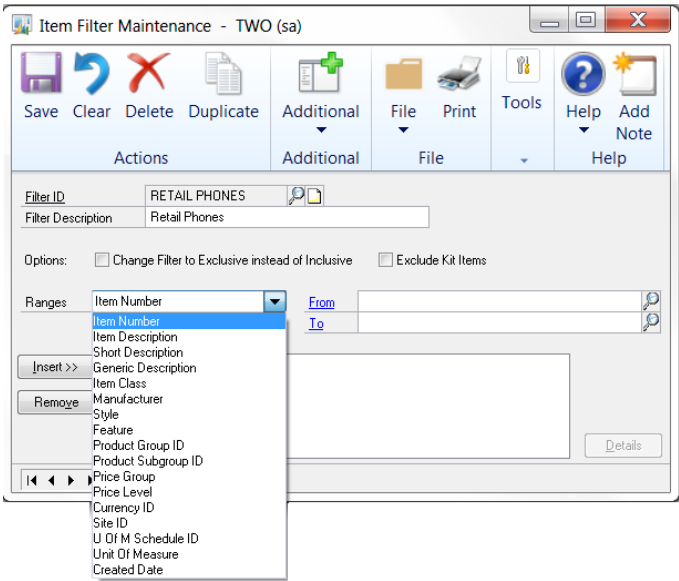 Item Filter Maintenance - TWO (sa)
Save Clear Delete Duplicate Additional File Print Tools Help Add Note
Actions Additional File Help
Filter ID RETAIL PHONES
Filter Description Retail Phones
Options: Change Filter to Exclusive instead of Inclusive Exclude Kit Items
Ranges Item Number From
To
Item Number
Item Description
Short Description
Generic Description
Item Class
Manufacturer
Style
Feature
Product Group ID
Product Subgroup ID
Price Group
Price Level
Currency ID
Site ID
U Of M Schedule ID
Unit Of Measure
Created Date
Insert >>
Remove
Details